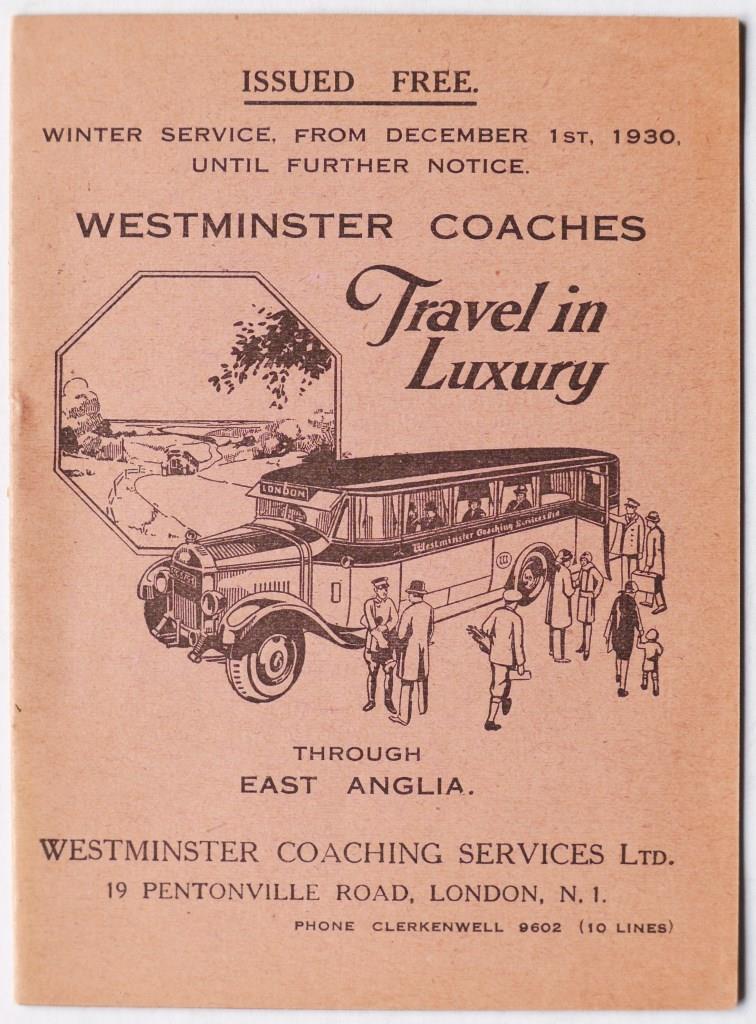 ISSUED FREE.
WINTER SERVICE, FROM DECEMBER 1ST, 1930,
UNTIL FURTHER NOTICE.
WESTMINSTER COACHES
Travel in
Luxury
LONDON
Westminster Coaching Services Ltd
W
THROUGH
EAST ANGLIA.
WESTMINSTER COACHING SERVICES LTD.
19 PENTONVILLE ROAD, LONDON, N.1.
PHONE CLERKENWELL 9602 (10 LINES)